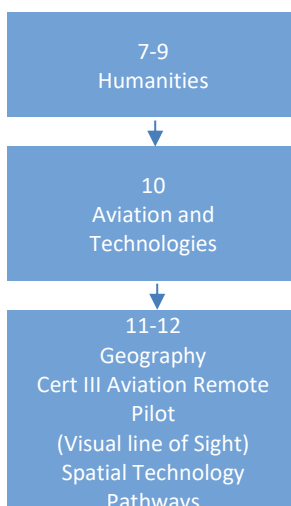 7-9
Humanities
10
Aviation and
Technologies
11-12
Geography
Cert III Aviation Remote
Pilot
(Visual line of Sight)
Spatial Technology
Pathways